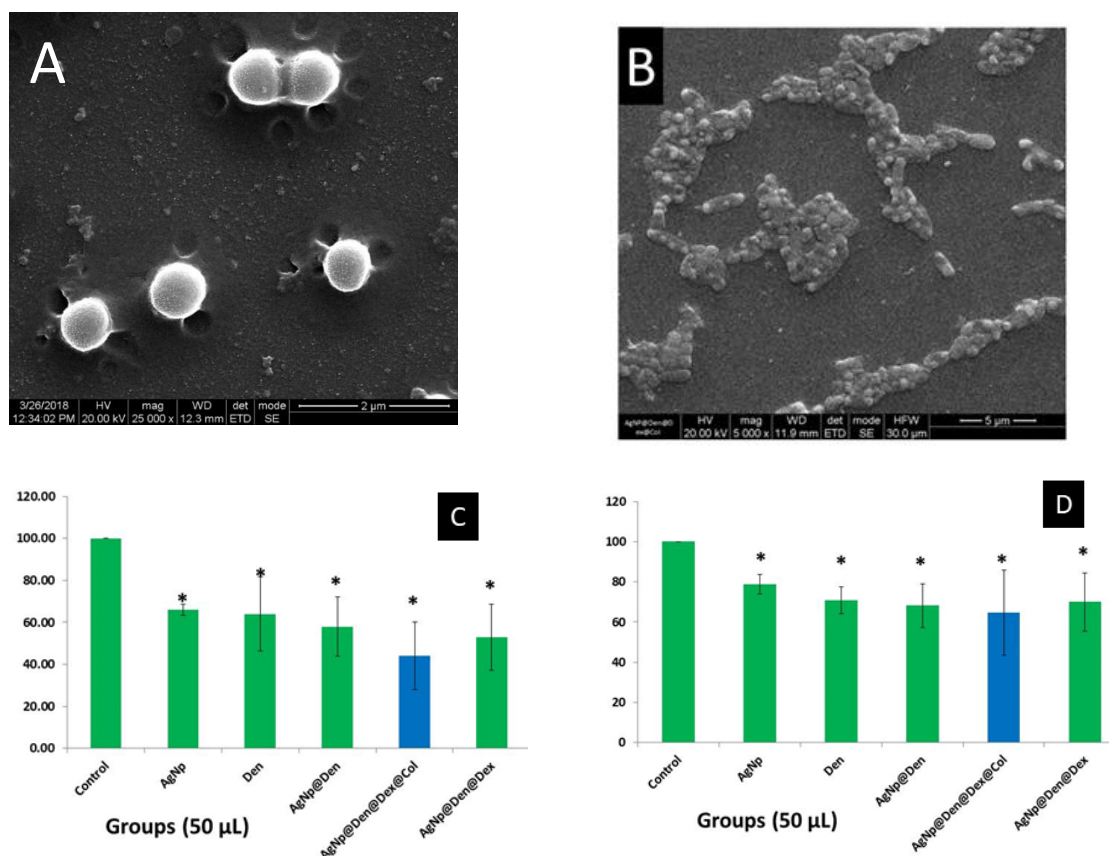 A
3/26/2018 HV mag WD det mode
12:34:02 PM 20.00 kV 25 000 x 12.3 mm ETD SE 2 µm
B
AgNP@Den@D HV mag WD det mode HFW
ex@Col 20.00 kV 5 000 x 11.9 mm ETD SE 30.0 µm 5 µm
C
120.00
100.00
80.00
60.00
40.00
20.00
0.00
* * * * *
Control AgNp Den AgNp@Den AgNp@Den@Dex@Col AgNp@Den@Dex
Groups (50 µL)
D
120
100
80
60
40
20
0
* * * * *
Control AgNp Den AgNp@Den AgNp@Den@Dex@Col AgNp@Den@Dex
Groups (50 µL)